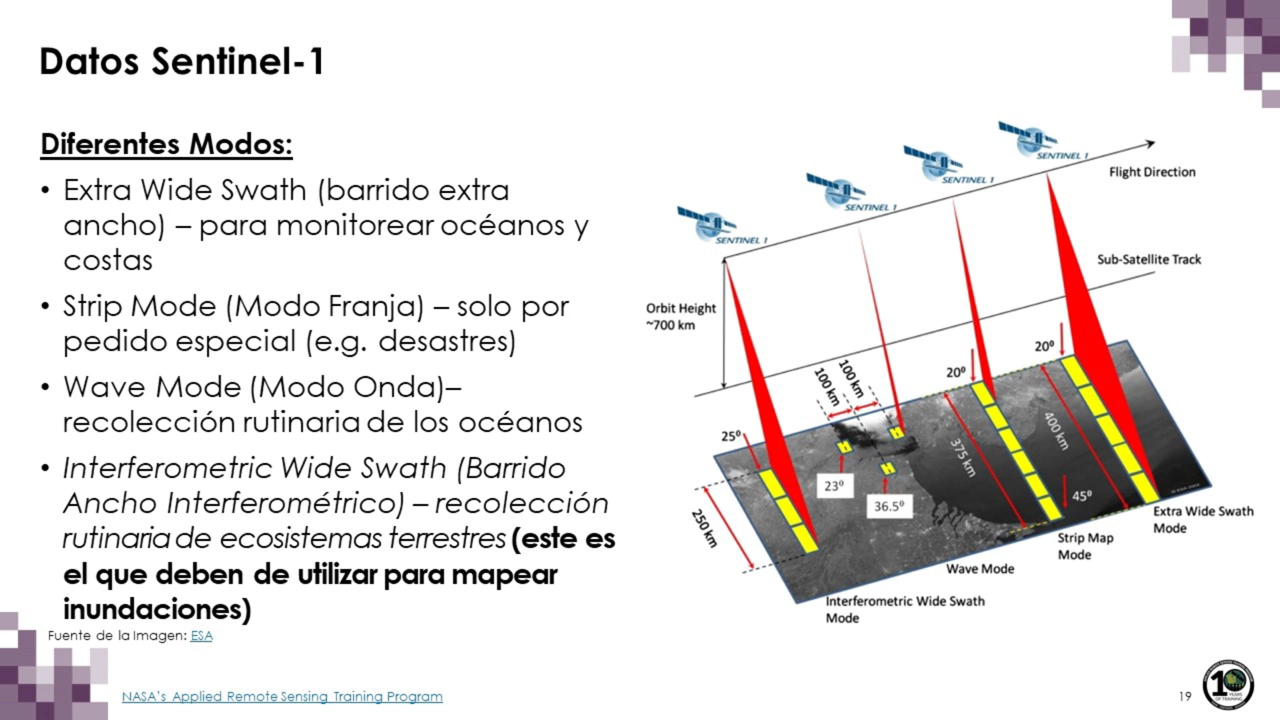 Datos Sentinel-1
Diferentes Modos:
• Extra Wide Swath (barrido extra
ancho) – para monitorear océanos y
costas
• Strip Mode (Modo Franja) – solo por
pedido especial (e.g. desastres)
• Wave Mode (Modo Onda)–
recolección rutinaria de los océanos
• Interferometric Wide Swath (Barrido
Ancho Interferométrico) – recolección
rutinaria de ecosistemas terrestres (este es
el que deben de utilizar para mapear
inundaciones)
Fuente de la Imagen: ESA
SENTINEL 1
SENTINEL 1
SENTINEL 1
SENTINEL 1
Flight Direction
Sub-Satellite Track
Orbit Height
~700 km
100 km
100 km
20⁰
20⁰
25⁰
23⁰
36.5⁰
375 km
400 km
45⁰
250 km
Extra Wide Swath
Mode
Strip Map
Mode
Wave Mode
Interferometric Wide Swath
Mode
NASA's Applied Remote Sensing Training Program
19
10
YEARS
OF TRAINING